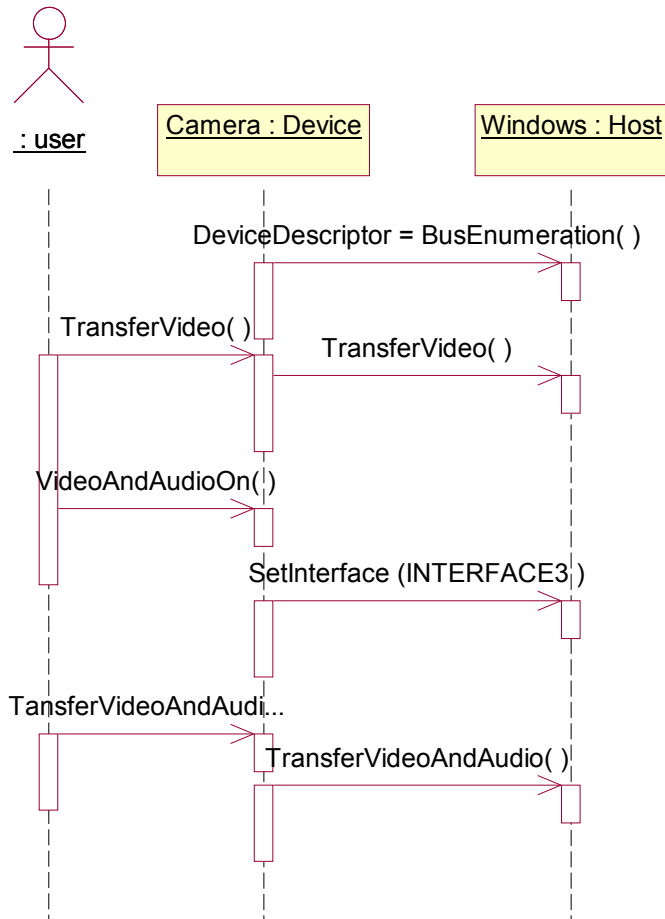 : user
Camera : Device
Windows : Host
DeviceDescriptor = BusEnumeration( )
TransferVideo( )
TransferVideo( )
VideoAndAudioOn( )
SetInterface (INTERFACE3 )
TansferVideoAndAudi...
TransferVideoAndAudio( )